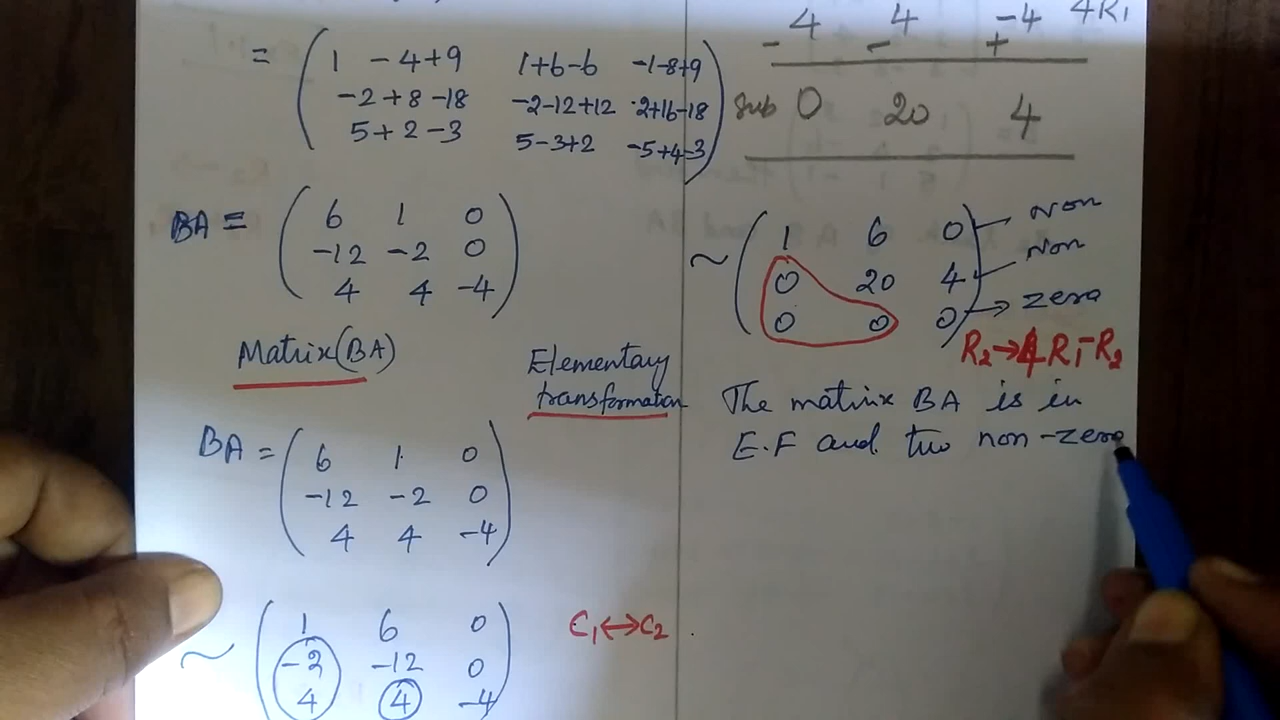 = ( 1 - 4+9 1+6-6 -1-8+9
-2+8-18 -2-12+12 -2+16-18
5+2-3 5-3+2 -5+4-3 )
BA = ( 6 1 0
-12 -2 0
4 4 -4 )
Matrix(BA)
Elementary
transformation
BA = ( 6 1 0
-12 -2 0
4 4 -4 )
~ ( 1 6 0
-2 -12 0
4 4 -4
C1↔C2
4 4 -4 4R1
- - +
Sub 0 20 4
~ ( 1 6 0 ) Non
0 20 4 Non
0 0 0 → zero
R2→4R1-R2
The matrix BA is in
E.F and two non-zero